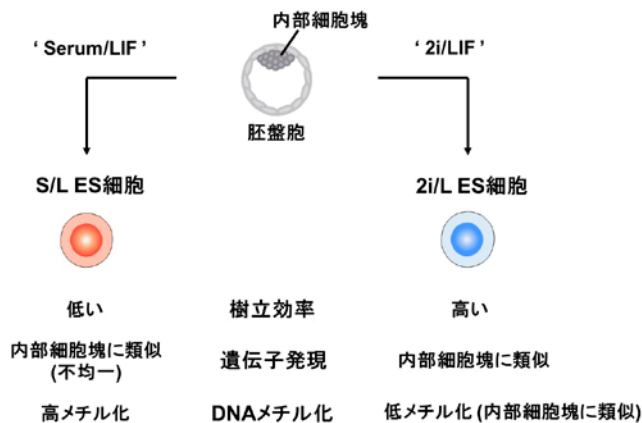 内部細胞塊
‘ Serum/LIF ’
‘ 2i/LIF ’
胚盤胞
S/L ES細胞
2i/L ES細胞
低い
樹立効率
高い
内部細胞塊に類似
(不均一)
遺伝子発現
内部細胞塊に類似
高メチル化
DNAメチル化
低メチル化 (内部細胞塊に類似)